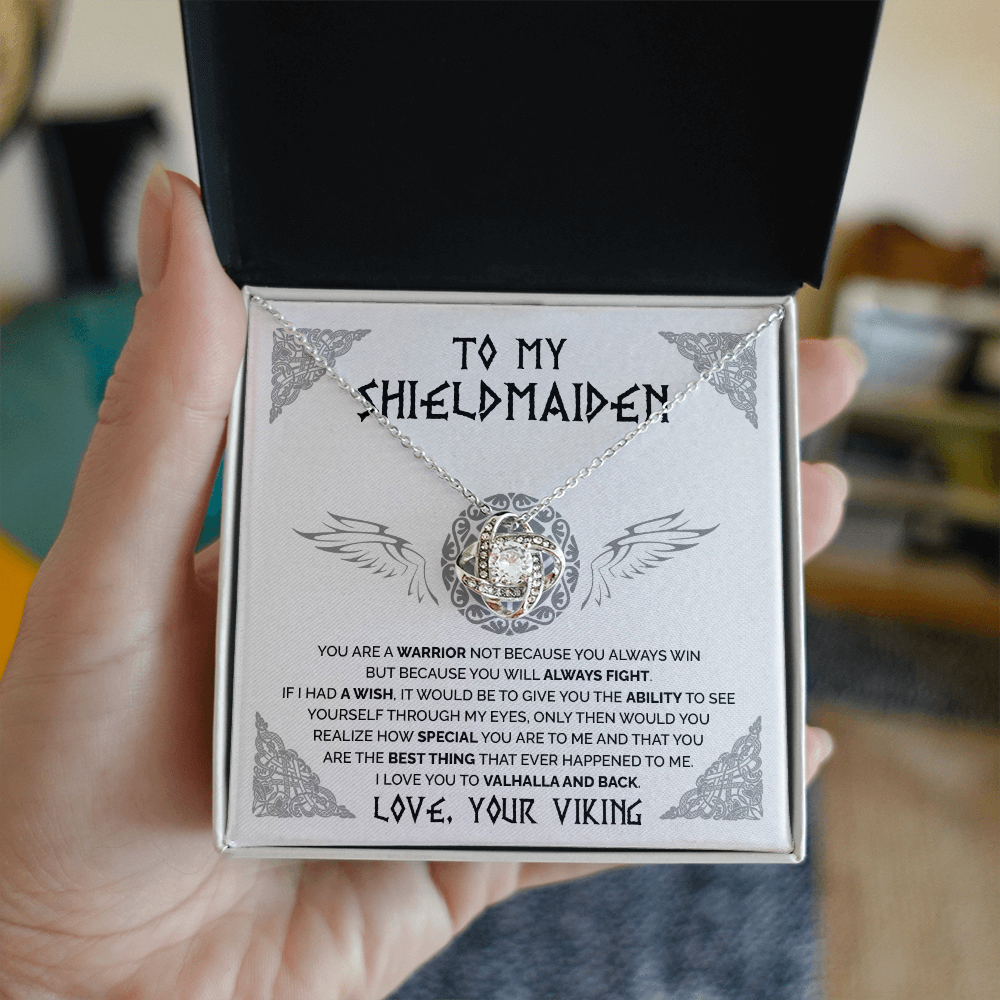 TO MY
SHIELDMAIDEN
YOU ARE A WARRIOR NOT BECAUSE YOU ALWAYS WIN
BUT BECAUSE YOU WILL ALWAYS FIGHT.
IF I HAD A WISH, IT WOULD BE TO GIVE YOU THE ABILITY TO SEE
YOURSELF THROUGH MY EYES, ONLY THEN WOULD YOU
REALIZE HOW SPECIAL YOU ARE TO ME AND THAT YOU
ARE THE BEST THING THAT EVER HAPPENED TO ME.
I LOVE YOU TO VALHALLA AND BACK.
LOVE, YOUR VIKING